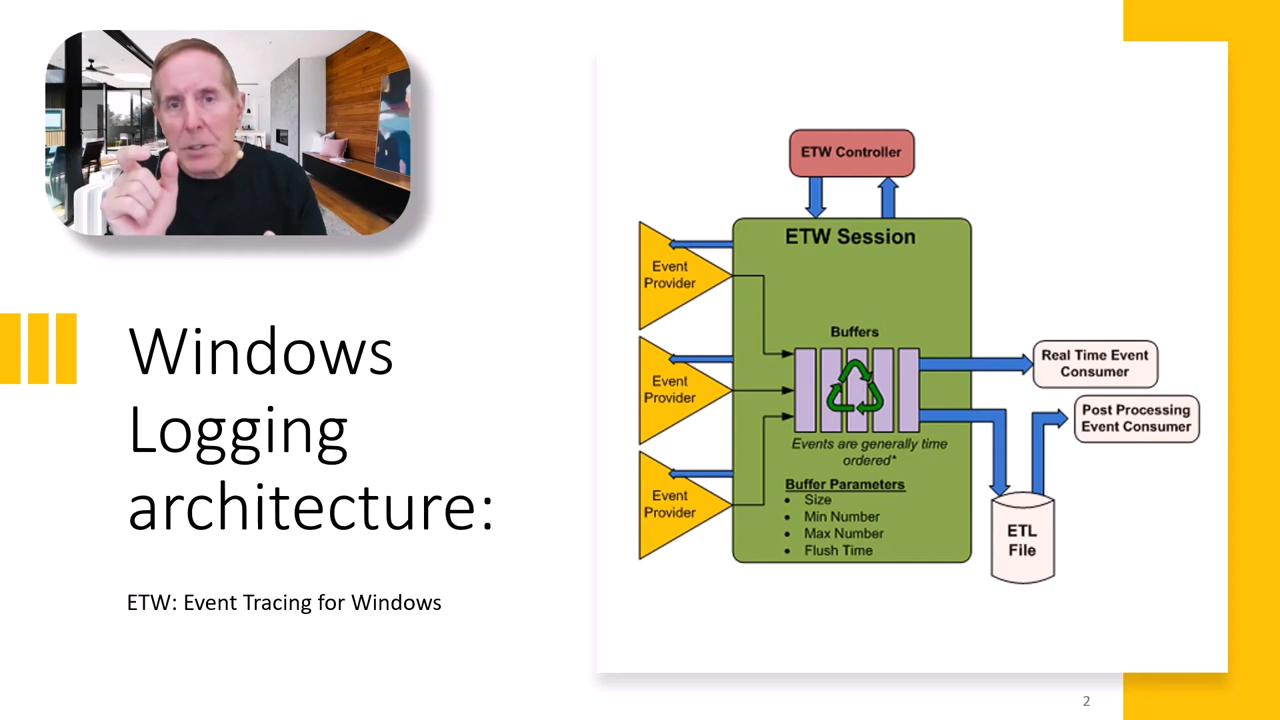 Windows
Logging
architecture:
ETW: Event Tracing for Windows
ETW Controller
ETW Session
Event
Provider
Event
Provider
Event
Provider
Buffers
Events are generally time
ordered*
Buffer Parameters
• Size
• Min Number
• Max Number
• Flush Time
Real Time Event
Consumer
Post Processing
Event Consumer
ETL
File
2